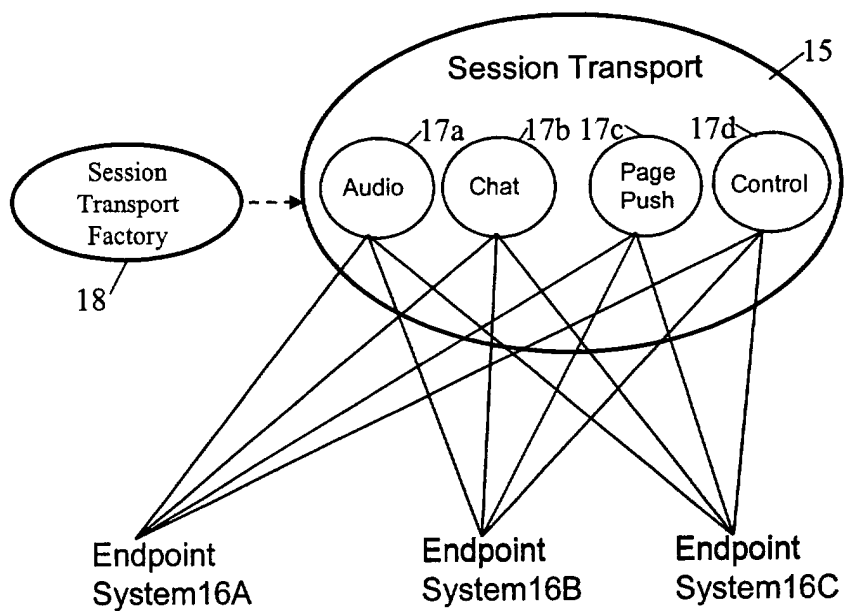 Session Transport
15
17a
17b
17c
17d
Audio
Chat
Page
Push
Control
Session
Transport
Factory
18
Endpoint
System16A
Endpoint
System16B
Endpoint
System16C